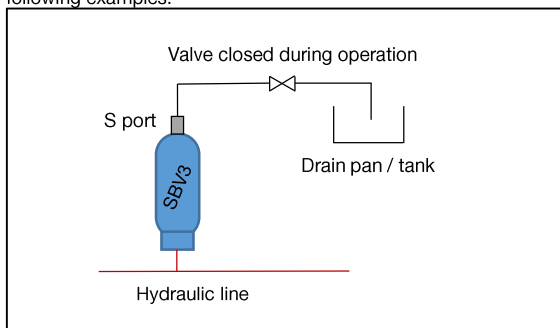 following examples:
Valve closed during operation
S port
SBV3
Drain pan / tank
Hydraulic line